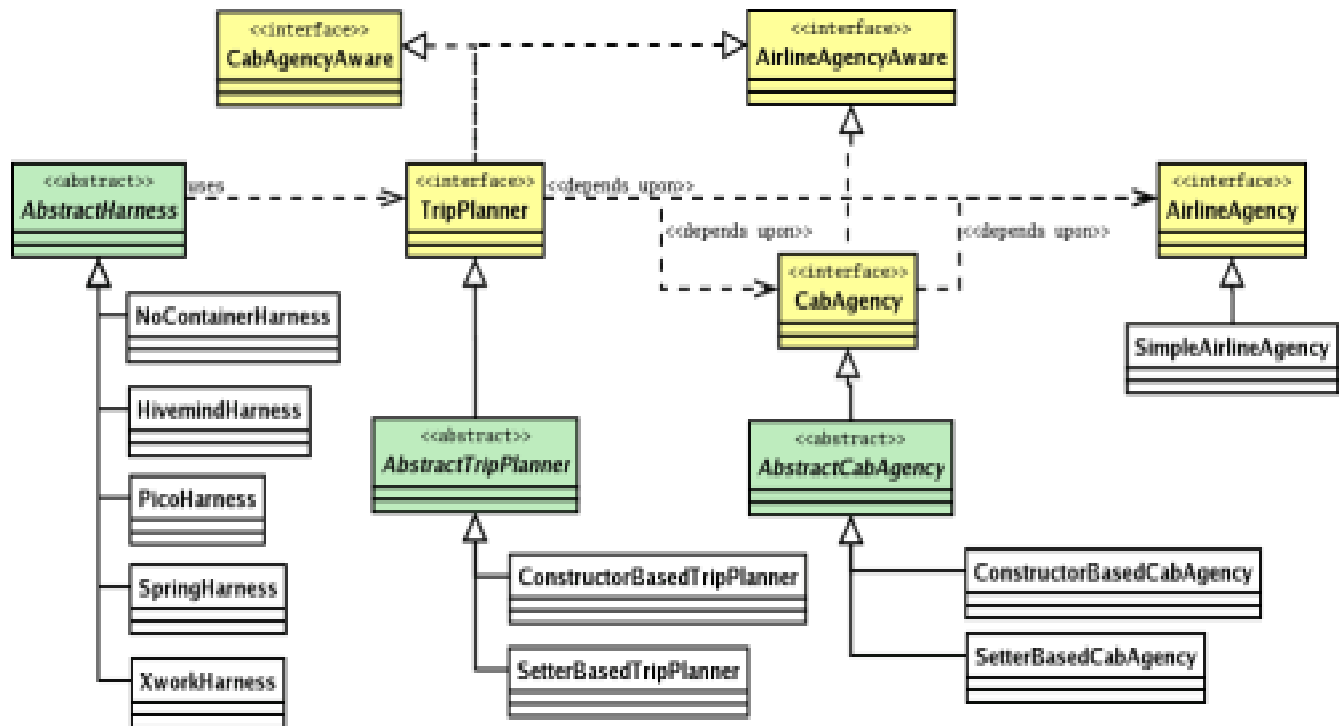 <<interface>>
CabAgencyAware
<<interface>>
AirlineAgencyAware
<<abstract>>
AbstractHarness
uses
<<interface>>
TripPlanner
<<depends upon>>
<<interface>>
AirlineAgency
<<depends upon>>
<<depends upon>>
<<interface>>
CabAgency
NoContainerHarness
SimpleAirlineAgency
HivemindHarness
<<abstract>>
AbstractTripPlanner
<<abstract>>
AbstractCabAgency
PicoHarness
SpringHarness
ConstructorBasedTripPlanner
ConstructorBasedCabAgency
XworkHarness
SetterBasedTripPlanner
SetterBasedCabAgency